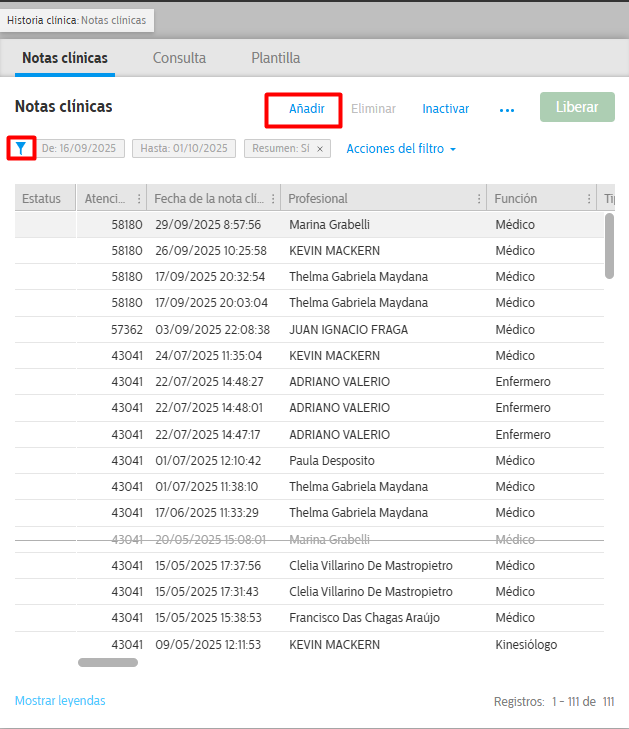 Historia clínica: Notas clínicas
Notas clínicas Consulta Plantilla
Notas clínicas Añadir Eliminar Inactivar ... Liberar
De: 16/09/2025 Hasta: 01/10/2025 Resumen: Sí × Acciones del filtro
Estatus Atenci... Fecha de la nota clí... Profesional Función Ti
58180 29/09/2025 8:57:56 Marina Grabelli Médico
58180 26/09/2025 10:25:58 KEVIN MACKERN Médico
58180 17/09/2025 20:32:54 Thelma Gabriela Maydana Médico
58180 17/09/2025 20:03:04 Thelma Gabriela Maydana Médico
57362 03/09/2025 22:08:38 JUAN IGNACIO FRAGA Médico
43041 24/07/2025 11:35:04 KEVIN MACKERN Médico
43041 22/07/2025 14:48:27 ADRIANO VALERIO Enfermero
43041 22/07/2025 14:48:01 ADRIANO VALERIO Enfermero
43041 22/07/2025 14:47:17 ADRIANO VALERIO Enfermero
43041 01/07/2025 12:10:42 Paula Desposito Médico
43041 01/07/2025 11:38:10 Thelma Gabriela Maydana Médico
43041 17/06/2025 11:33:29 Thelma Gabriela Maydana Médico
43041 20/05/2025 15:08:01 Marina Grabelli Médico
43041 15/05/2025 17:37:56 Clelia Villarino De Mastropietro Médico
43041 15/05/2025 17:31:43 Clelia Villarino De Mastropietro Médico
43041 15/05/2025 15:38:53 Francisco Das Chagas Araújo Médico
43041 09/05/2025 12:11:53 KEVIN MACKERN Kinesiólogo
Mostrar leyendas Registros: 1 - 111 de 111